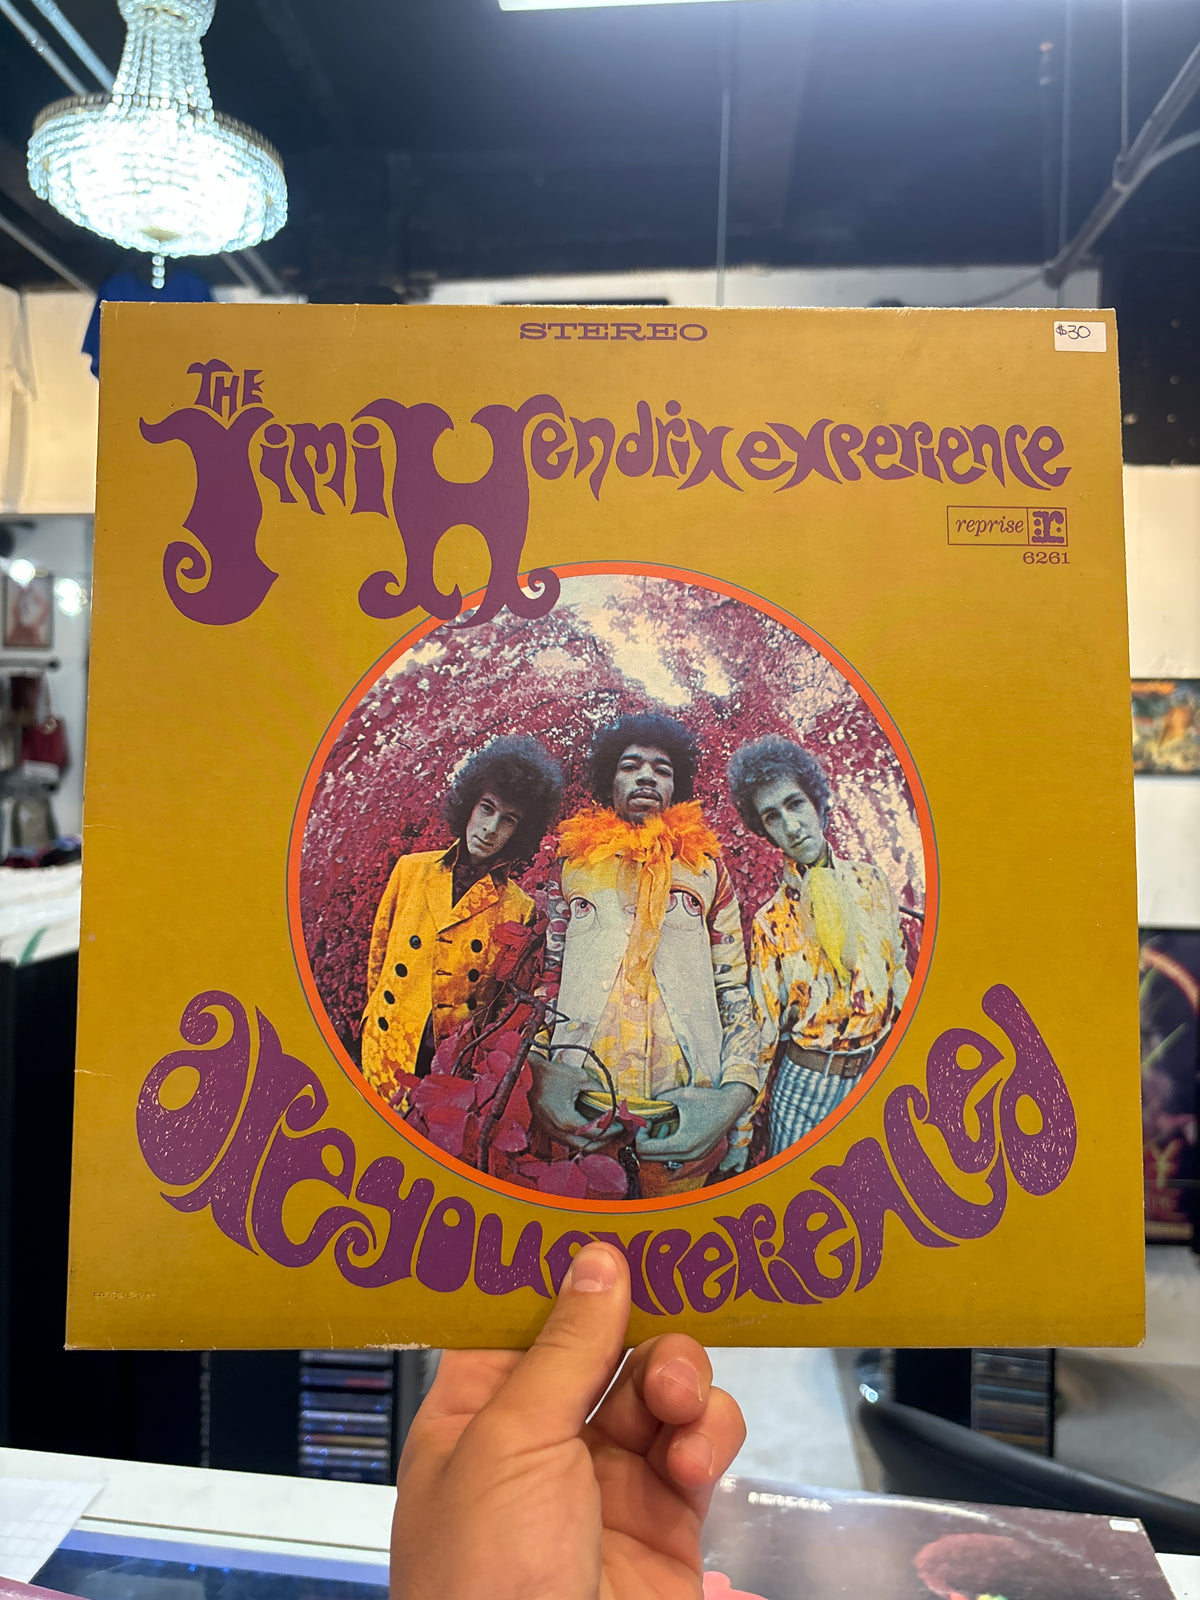 STEREO
$30
THE
Jimi Hendrix experience
reprise r:
6261
are you experienced